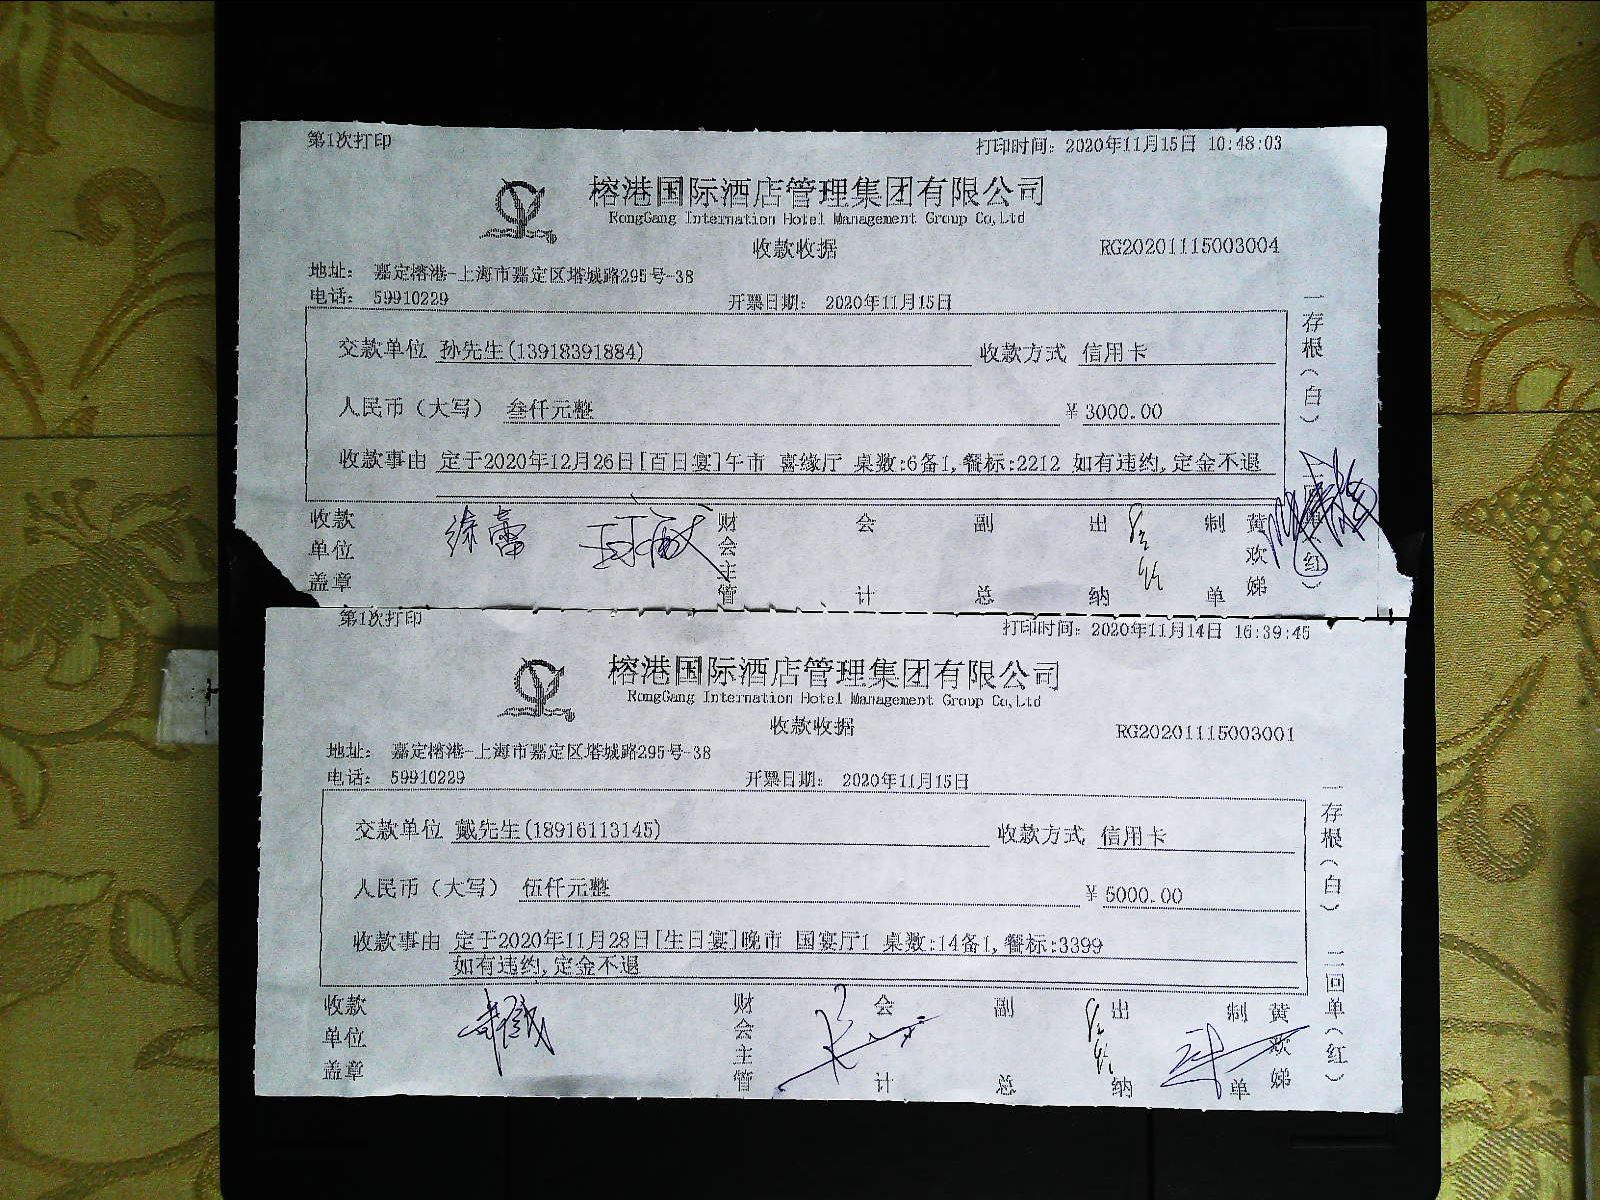 第1次打印 打印时间：2020年11月15日 10:48:03
榕港国际酒店管理集团有限公司
RongGang Internation Hotel Management Group Co,Ltd
收款收据 RG20201115003004
地址： 嘉定榕港-上海市嘉定区塔城路295号-38
电话： 59910229 开票日期： 2020年11月15日
交款单位 孙先生(13918391884) 收款方式 信用卡
人民币（大写） 叁仟元整 ￥3000.00
收款事由 定于2020年12月26日[百日宴]午市 喜缘厅 桌数:6备1,餐标:2212 如有违约,定金不退
一存根（白）
收款单位盖章 财会主管 会计 副总 出纳 制单 黄欢娣
第1次打印 打印时间：2020年11月14日 16:39:45
榕港国际酒店管理集团有限公司
RongGang Internation Hotel Management Group Co,Ltd
收款收据 RG20201115003001
地址： 嘉定榕港-上海市嘉定区塔城路295号-38
电话： 59910229 开票日期： 2020年11月15日
交款单位 戴先生(18916113145) 收款方式 信用卡
人民币（大写） 伍仟元整 ￥5000.00
收款事由 定于2020年11月28日[生日宴]晚市 国宴厅1 桌数:14备1,餐标:3399
如有违约,定金不退
一存根（白） 二回单（红）
收款单位盖章 财会主管 会计 副总 出纳 制单 黄欢娣